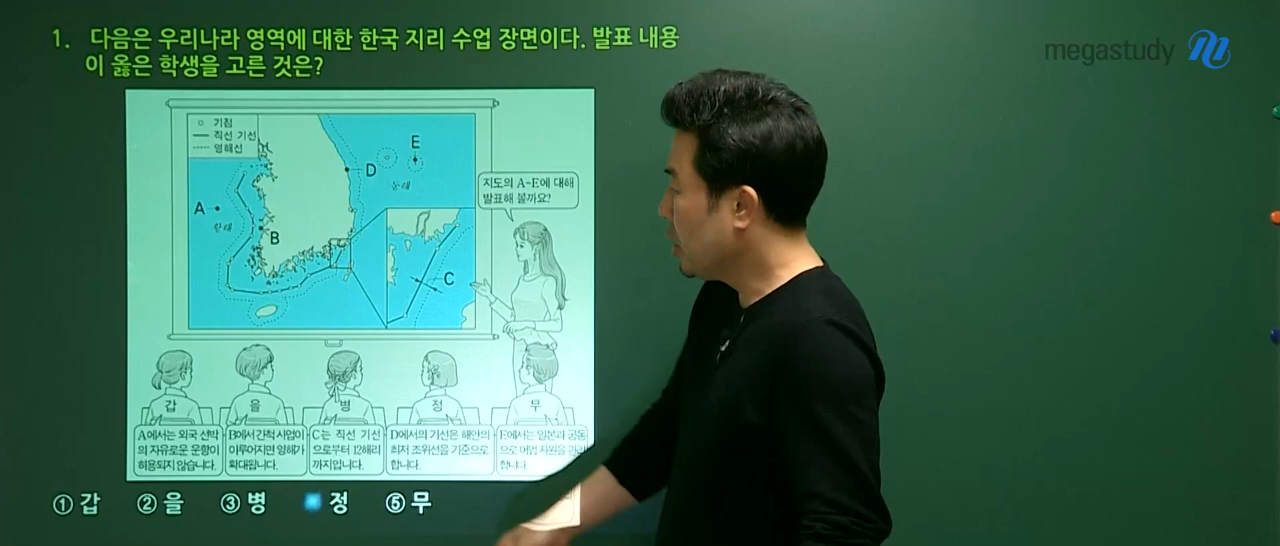 1. 다음은 우리나라 영역에 대한 한국 지리 수업 장면이다. 발표 내용
이 옳은 학생을 고른 것은?
megastudy
기점
직선 기선
영해선
E
D
동해
지도의 A~E에 대해
발표해 볼까요?
A
황해
B
C
갑
을
병
정
무
A에서는 외국 선박
의 자유로운 운항이
허용되지 않습니다.
B에서 간척 사업이
이루어지면 영해가
확대됩니다.
C는 직선 기선
으로부터 12해리
까지입니다.
D에서의 기선은 해안의
최저 조위선을 기준으로
합니다.
E에서는 일본과 공동
으로 어업 자원을 관리
합니다.
① 갑 ② 을 ③ 병 정 ⑤ 무